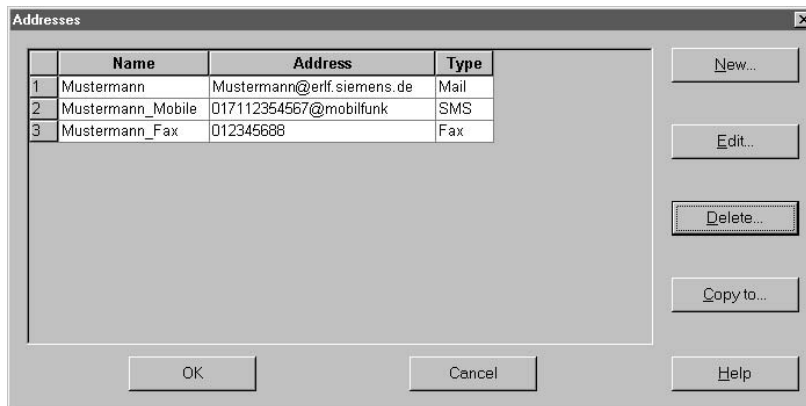 Addresses
Name Address Type
1 Mustermann Mustermann@erlf.siemens.de Mail
2 Mustermann_Mobile 017112354567@mobilfunk SMS
3 Mustermann_Fax 012345688 Fax
New...
Edit...
Delete...
Copy to...
OK Cancel Help